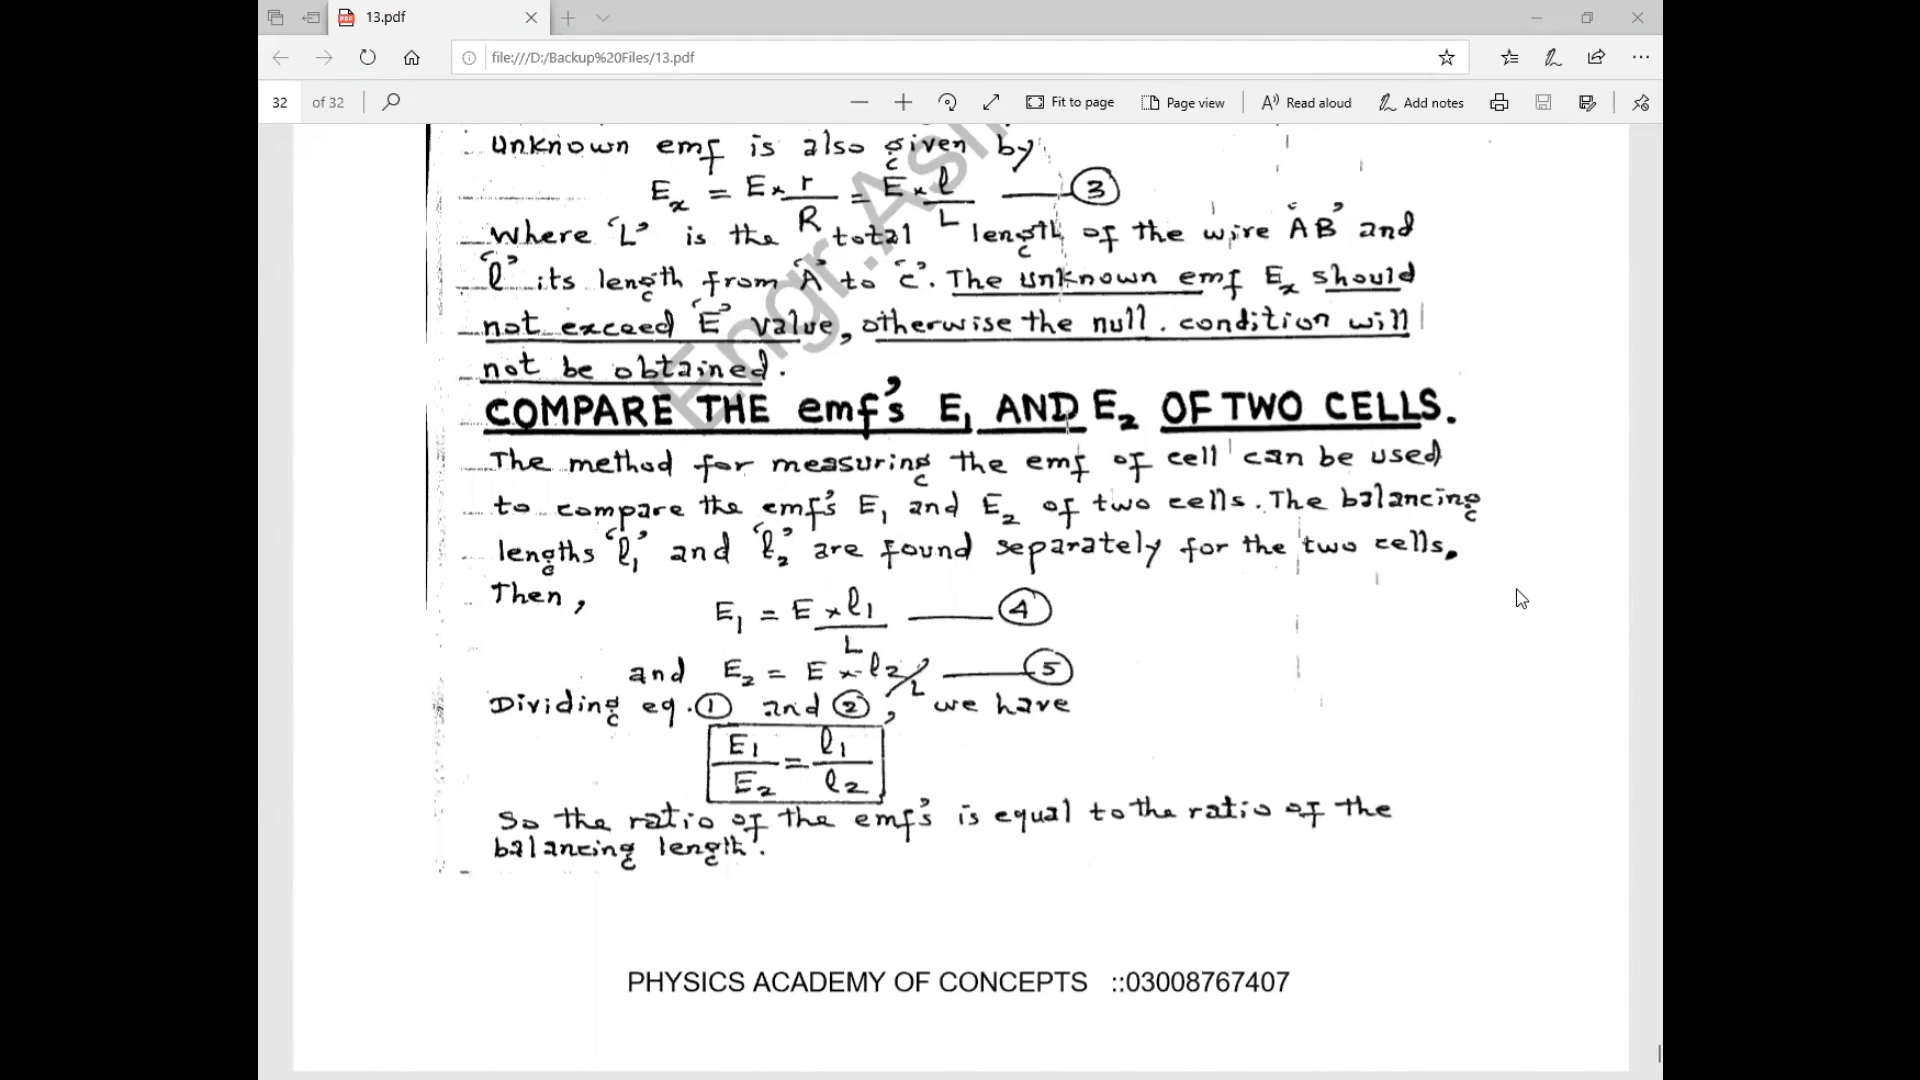 13.pdf
file:///D:/Backup%20Files/13.pdf
32 of 32 Fit to page Page view Read aloud Add notes
Unknown emf is also given by
Ex = E × r/R = E × l/L —— (3)
Where 'L' is the total length of the wire 'AB' and
'l' its length from 'A' to 'C'. The unknown emf Ex should
not exceed 'E' value, otherwise the null condition will
not be obtained.
COMPARE THE emf's E1 AND E2 OF TWO CELLS.
The method for measuring the emf of cell can be used
to compare the emf's E1 and E2 of two cells. The balancing
lengths 'l1' and 'l2' are found separately for the two cells.
Then,
E1 = E × l1/L —— (4)
and E2 = E × l2/L —— (5)
Dividing eq. (1) and (2), we have
E1/E2 = l1/l2
So the ratio of the emf's is equal to the ratio of the
balancing length.
PHYSICS ACADEMY OF CONCEPTS ::03008767407